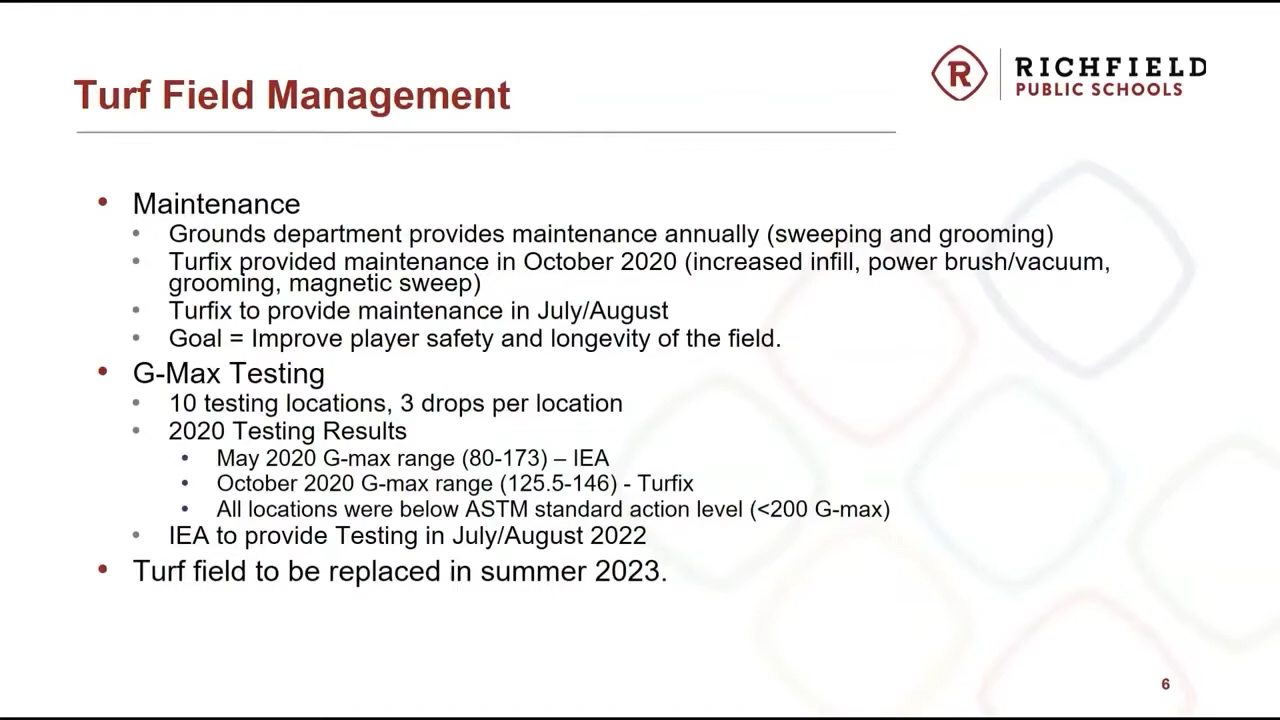 Turf Field Management
R
RICHFIELD
PUBLIC SCHOOLS
• Maintenance
• Grounds department provides maintenance annually (sweeping and grooming)
• Turfix provided maintenance in October 2020 (increased infill, power brush/vacuum,
grooming, magnetic sweep)
• Turfix to provide maintenance in July/August
• Goal = Improve player safety and longevity of the field.
• G-Max Testing
• 10 testing locations, 3 drops per location
• 2020 Testing Results
• May 2020 G-max range (80-173) – IEA
• October 2020 G-max range (125.5-146) - Turfix
• All locations were below ASTM standard action level (<200 G-max)
• IEA to provide Testing in July/August 2022
• Turf field to be replaced in summer 2023.
6